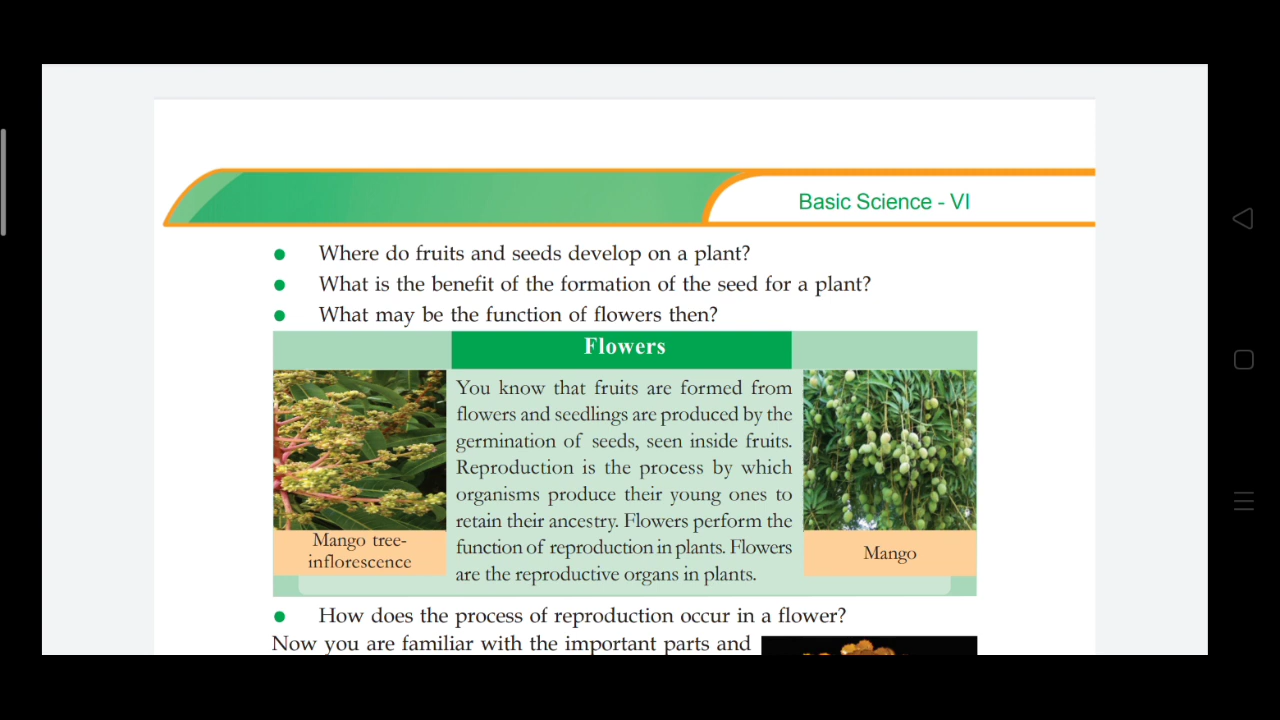 Basic Science - VI
● Where do fruits and seeds develop on a plant?
● What is the benefit of the formation of the seed for a plant?
● What may be the function of flowers then?
Flowers
You know that fruits are formed from
flowers and seedlings are produced by the
germination of seeds, seen inside fruits.
Reproduction is the process by which
organisms produce their young ones to
retain their ancestry. Flowers perform the
function of reproduction in plants. Flowers
are the reproductive organs in plants.
Mango tree-
inflorescence
Mango
● How does the process of reproduction occur in a flower?
Now you are familiar with the important parts and